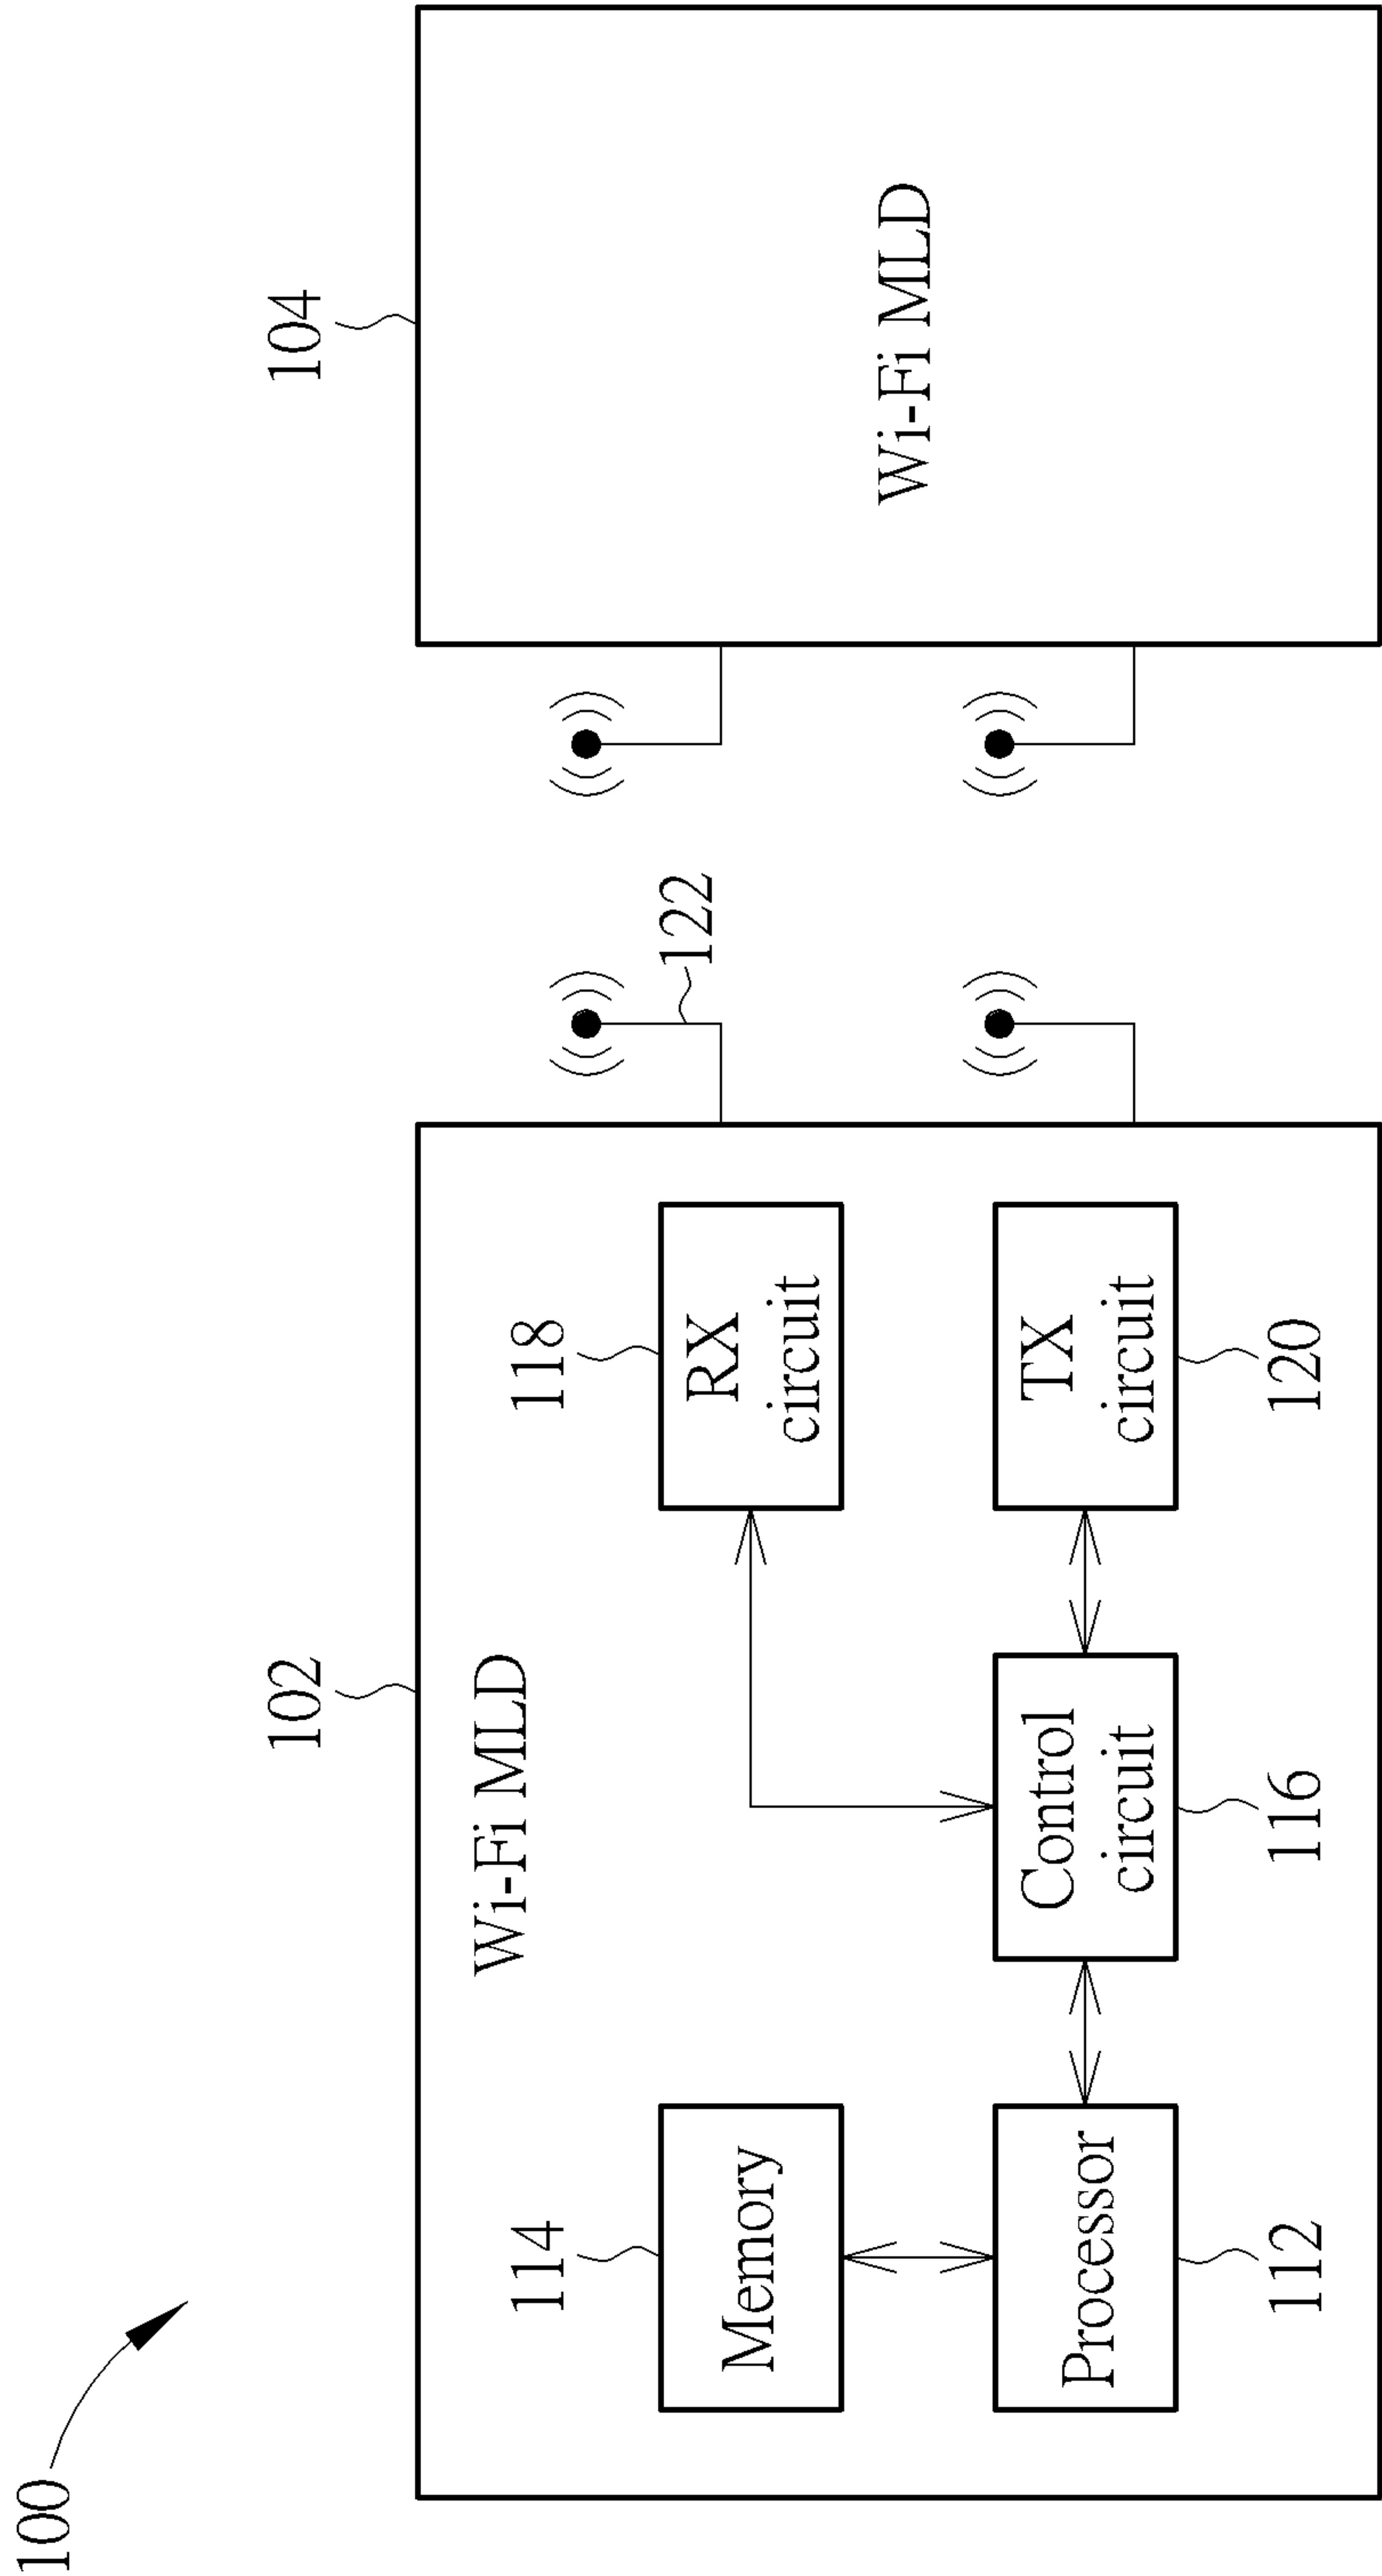 100
102
104
Wi-Fi MLD
Wi-Fi MLD
114
118
122
Memory
RX
circuit
Processor
Control
circuit
TX
circuit
112
116
120